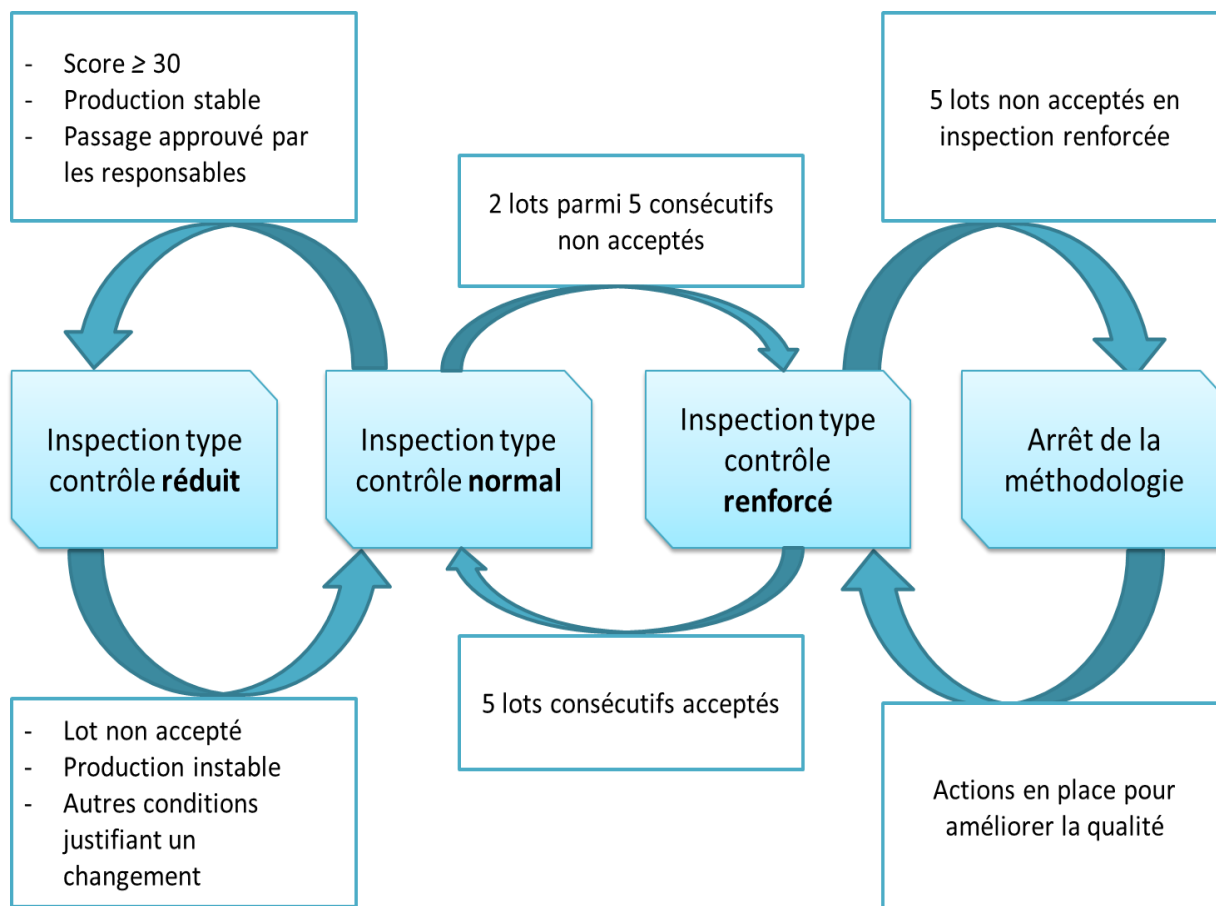 - Score ≥ 30
- Production stable
- Passage approuvé par
les responsables
2 lots parmi 5 consécutifs
non acceptés
5 lots non acceptés en
inspection renforcée
Inspection type
contrôle réduit
Inspection type
contrôle normal
Inspection type
contrôle
renforcé
Arrêt de la
méthodologie
- Lot non accepté
- Production instable
- Autres conditions
justifiant un
changement
5 lots consécutifs acceptés
Actions en place pour
améliorer la qualité